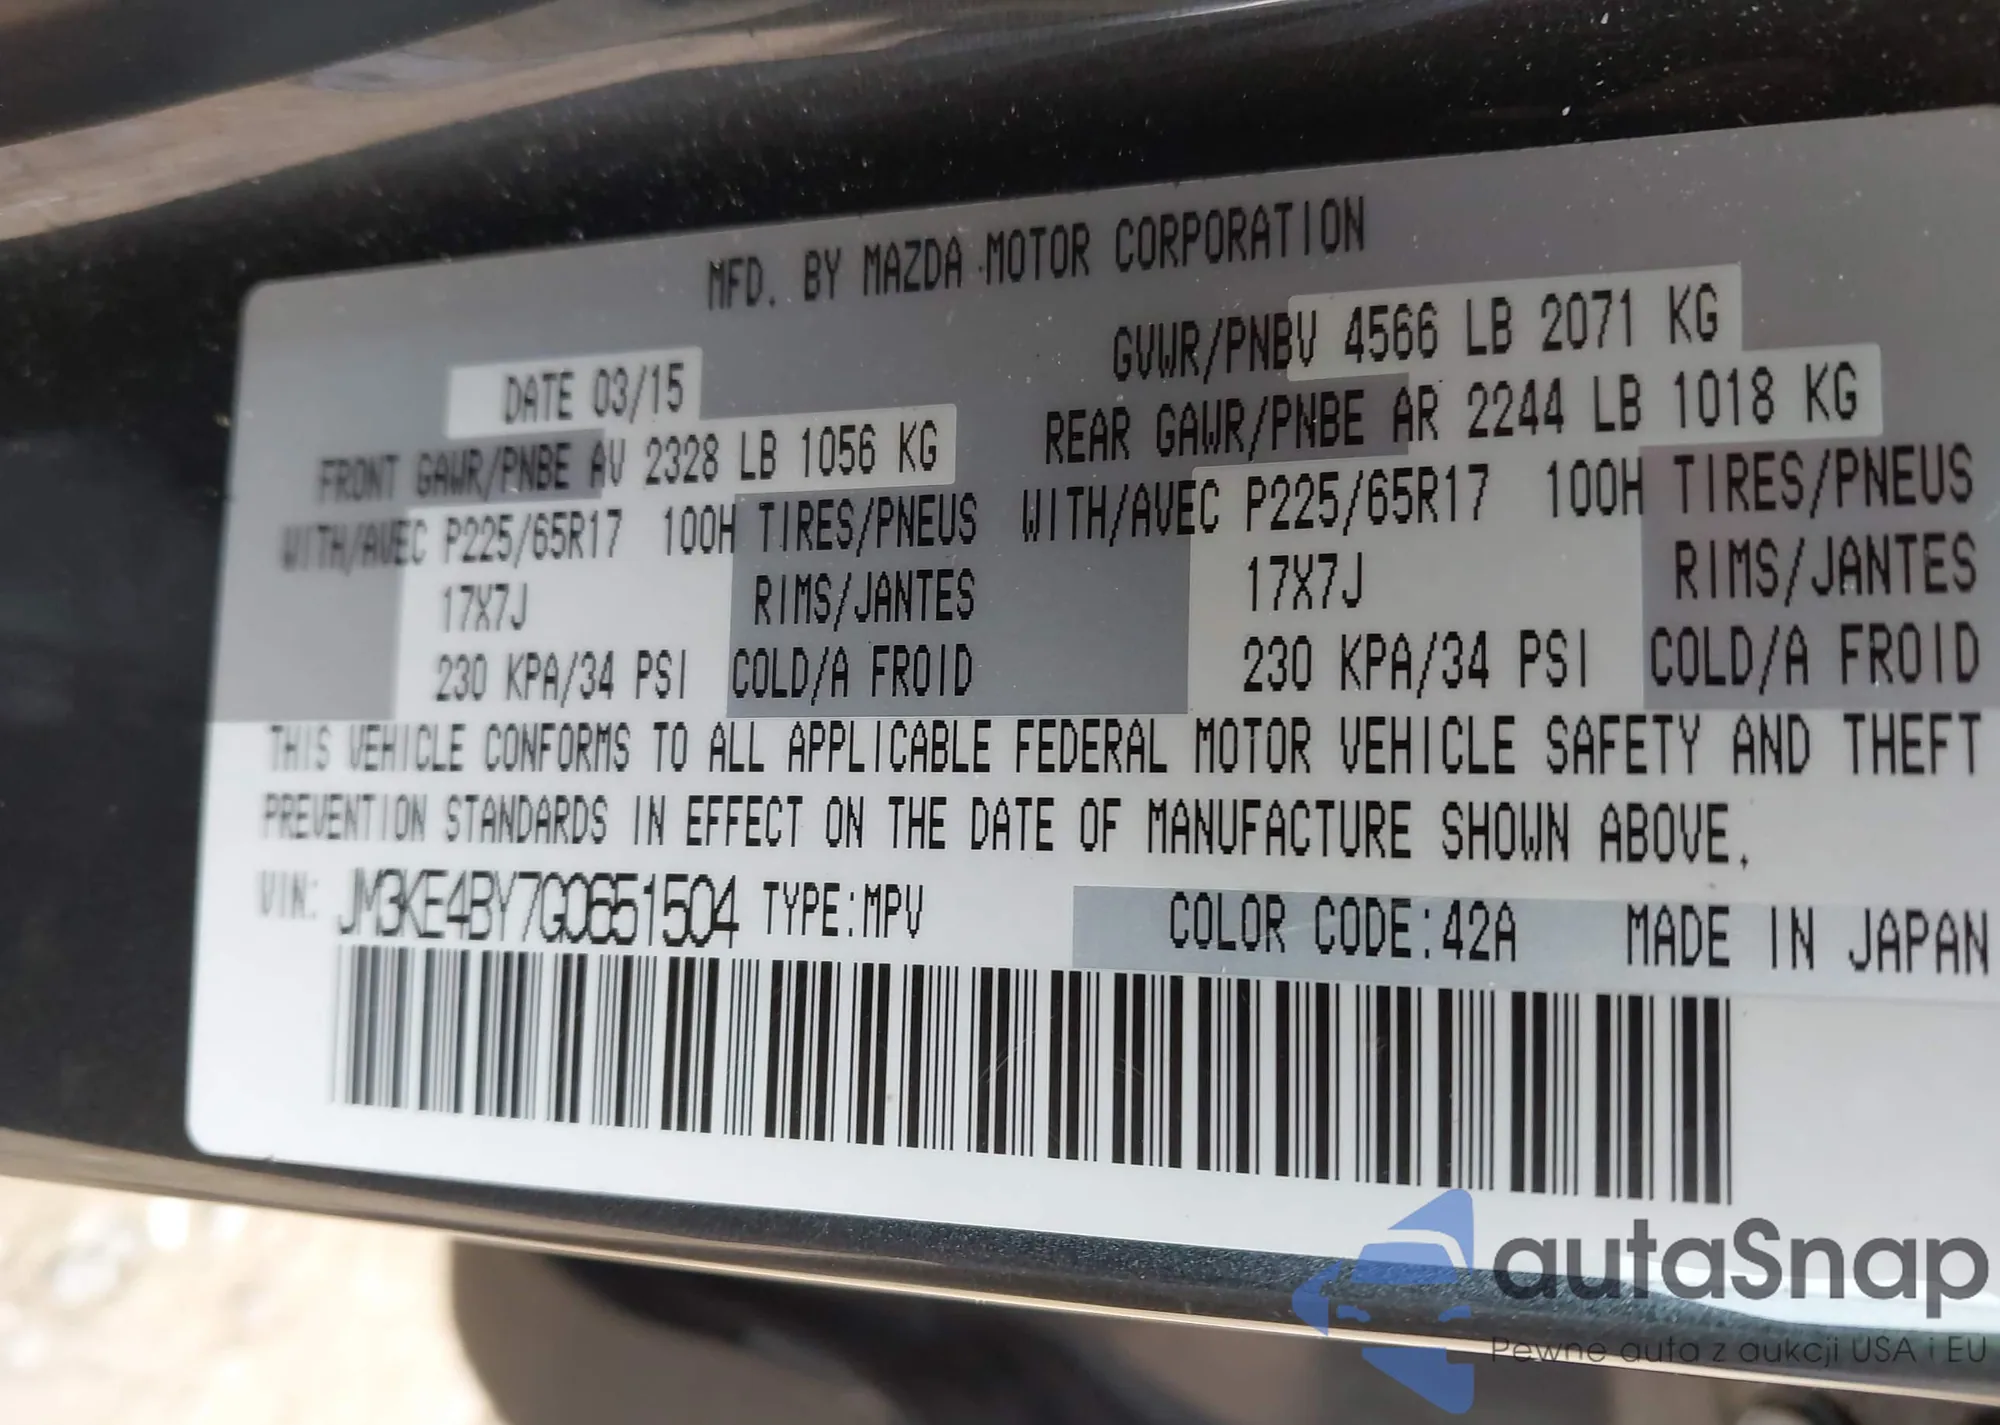 MFD. BY MAZDA MOTOR CORPORATION
DATE 03/15 GVWR/PNBV 4566 LB 2071 KG
FRONT GAWR/PNBE AV 2328 LB 1056 KG REAR GAWR/PNBE AR 2244 LB 1018 KG
WITH/AVEC P225/65R17 100H TIRES/PNEUS WITH/AVEC P225/65R17 100H TIRES/PNEUS
17X7J RIMS/JANTES 17X7J RIMS/JANTES
230 KPA/34 PSI COLD/A FROID 230 KPA/34 PSI COLD/A FROID
THIS VEHICLE CONFORMS TO ALL APPLICABLE FEDERAL MOTOR VEHICLE SAFETY AND THEFT
PREVENTION STANDARDS IN EFFECT ON THE DATE OF MANUFACTURE SHOWN ABOVE.
VIN: JM3KE4BY7G0651504 TYPE:MPV COLOR CODE:42A MADE IN JAPAN
autaSnap
Pewne auta z aukcji USA i EU